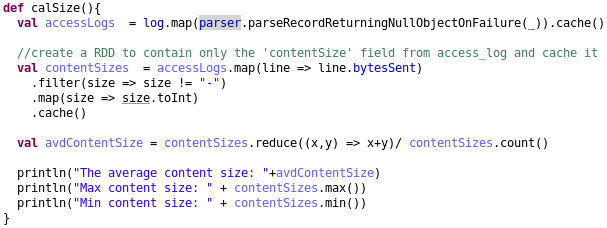 def calSize(){
  val accessLogs  = log.map(parser.parseRecordReturningNullObjectOnFailure(_)).cache()
  //create a RDD to contain only the 'contentSize' field from access_log and cache it
  val contentSizes  = accessLogs.map(line => line.bytesSent)
    .filter(size => size != "-")
    .map(size => size.toInt)
    .cache()
  val avdContentSize = contentSizes.reduce((x,y) => x+y)/ contentSizes.count()
  println("The average content size: "+avdContentSize)
  println("Max content size: " + contentSizes.max())
  println("Min content size: " + contentSizes.min())
}